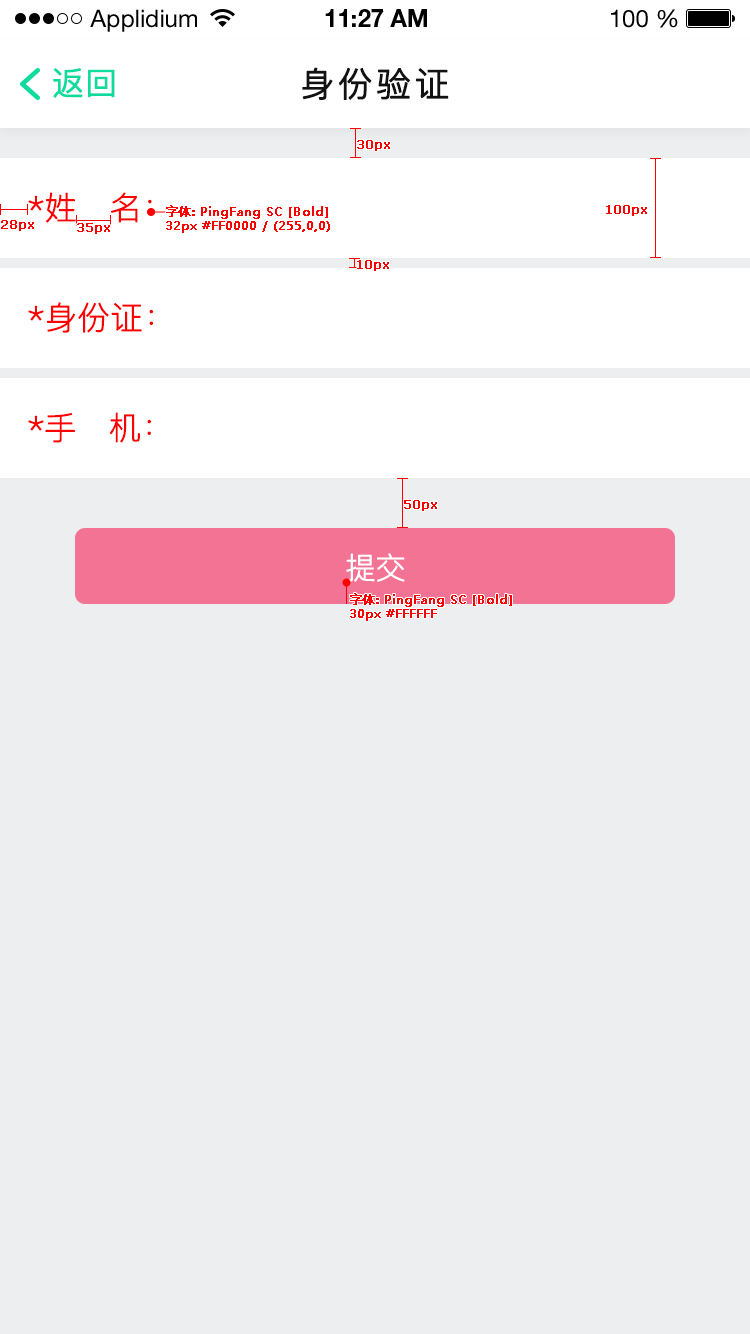 Applidium 11:27 AM 100 %
返回 身份验证
30px
*姓 名：
字体: PingFang SC [Bold]
32px #FF0000 / (255,0,0)
100px
28px
35px
10px
*身份证：
*手 机：
50px
提交
字体: PingFang SC [Bold]
30px #FFFFFF